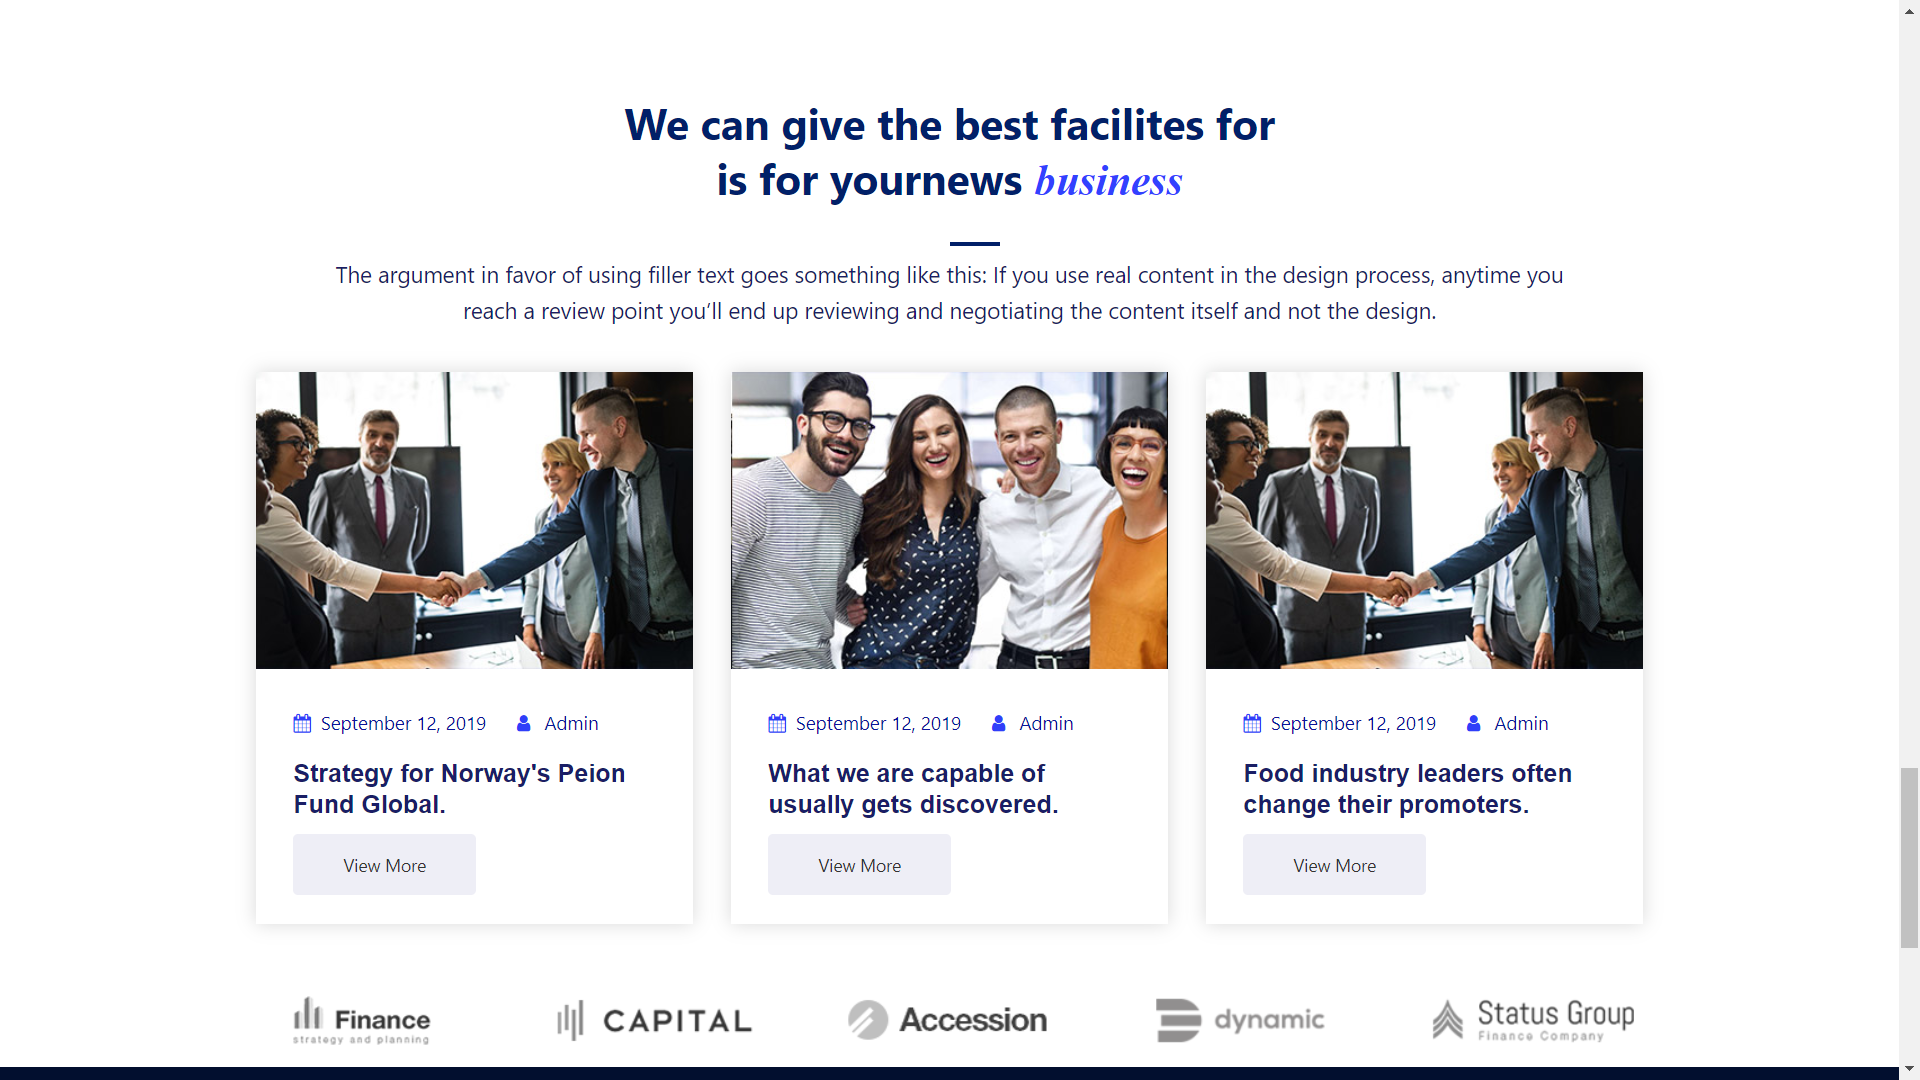 We can give the best facilites for
is for yournews business
The argument in favor of using filler text goes something like this: If you use real content in the design process, anytime you
reach a review point you’ll end up reviewing and negotiating the content itself and not the design.
September 12, 2019 Admin
Strategy for Norway's Peion
Fund Global.
View More
September 12, 2019 Admin
What we are capable of
usually gets discovered.
View More
September 12, 2019 Admin
Food industry leaders often
change their promoters.
View More
Finance
strategy and planning
CAPITAL
Accession
dynamic
Status Group
Finance Company